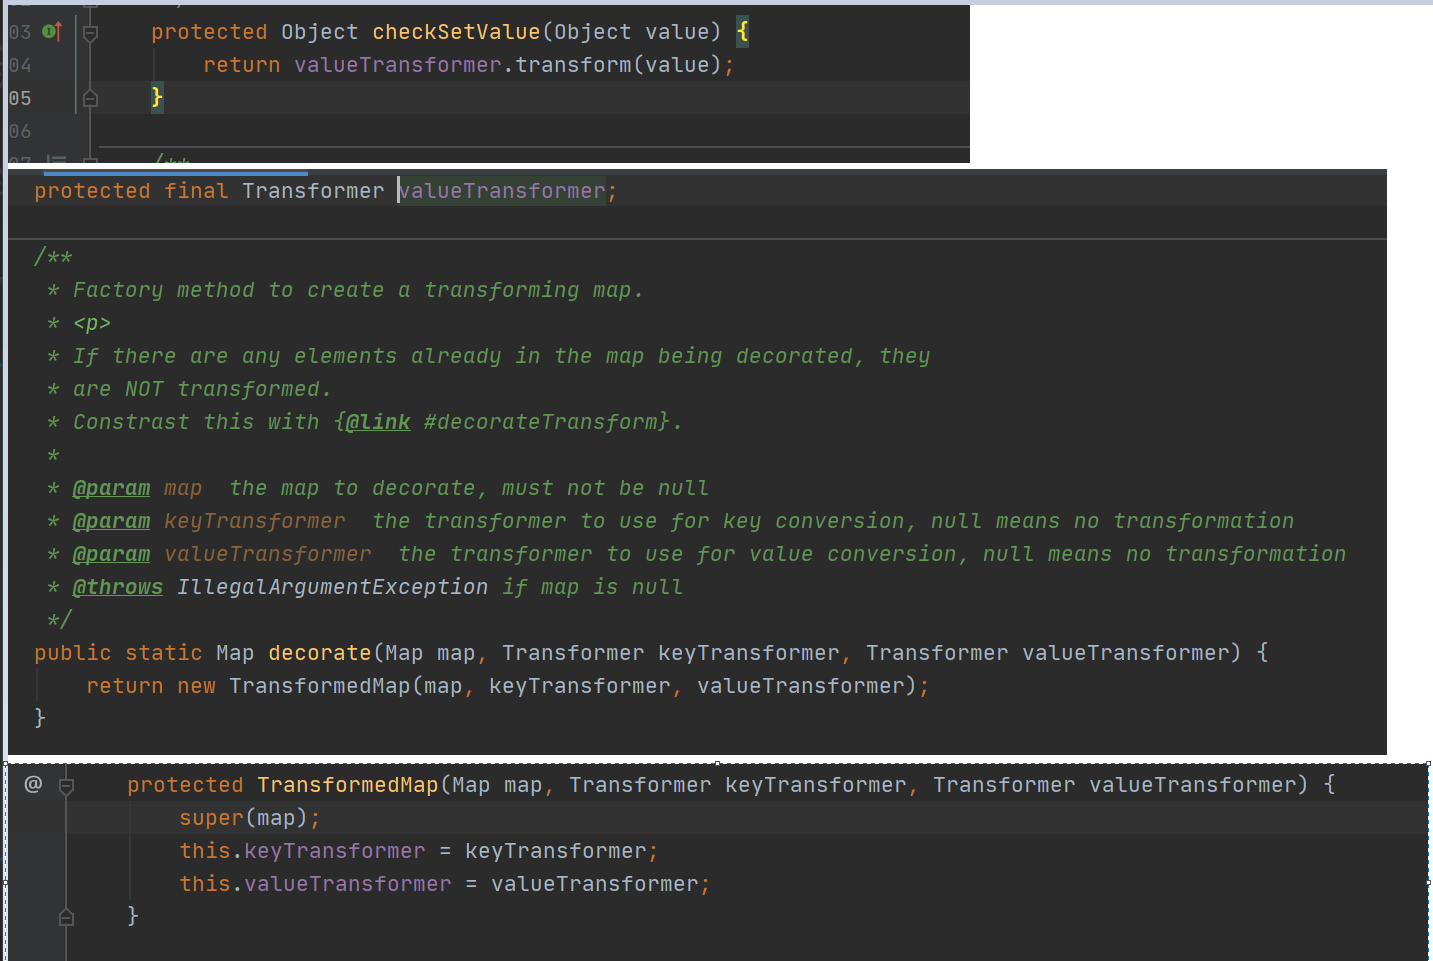 03 protected Object checkSetValue(Object value) {
04 return valueTransformer.transform(value);
05 }
06
07 /**
protected final Transformer valueTransformer;
/**
* Factory method to create a transforming map.
* <p>
* If there are any elements already in the map being decorated, they
* are NOT transformed.
* Constrast this with {@link #decorateTransform}.
*
* @param map the map to decorate, must not be null
* @param keyTransformer the transformer to use for key conversion, null means no transformation
* @param valueTransformer the transformer to use for value conversion, null means no transformation
* @throws IllegalArgumentException if map is null
*/
public static Map decorate(Map map, Transformer keyTransformer, Transformer valueTransformer) {
return new TransformedMap(map, keyTransformer, valueTransformer);
}
@ protected TransformedMap(Map map, Transformer keyTransformer, Transformer valueTransformer) {
super(map);
this.keyTransformer = keyTransformer;
this.valueTransformer = valueTransformer;
}